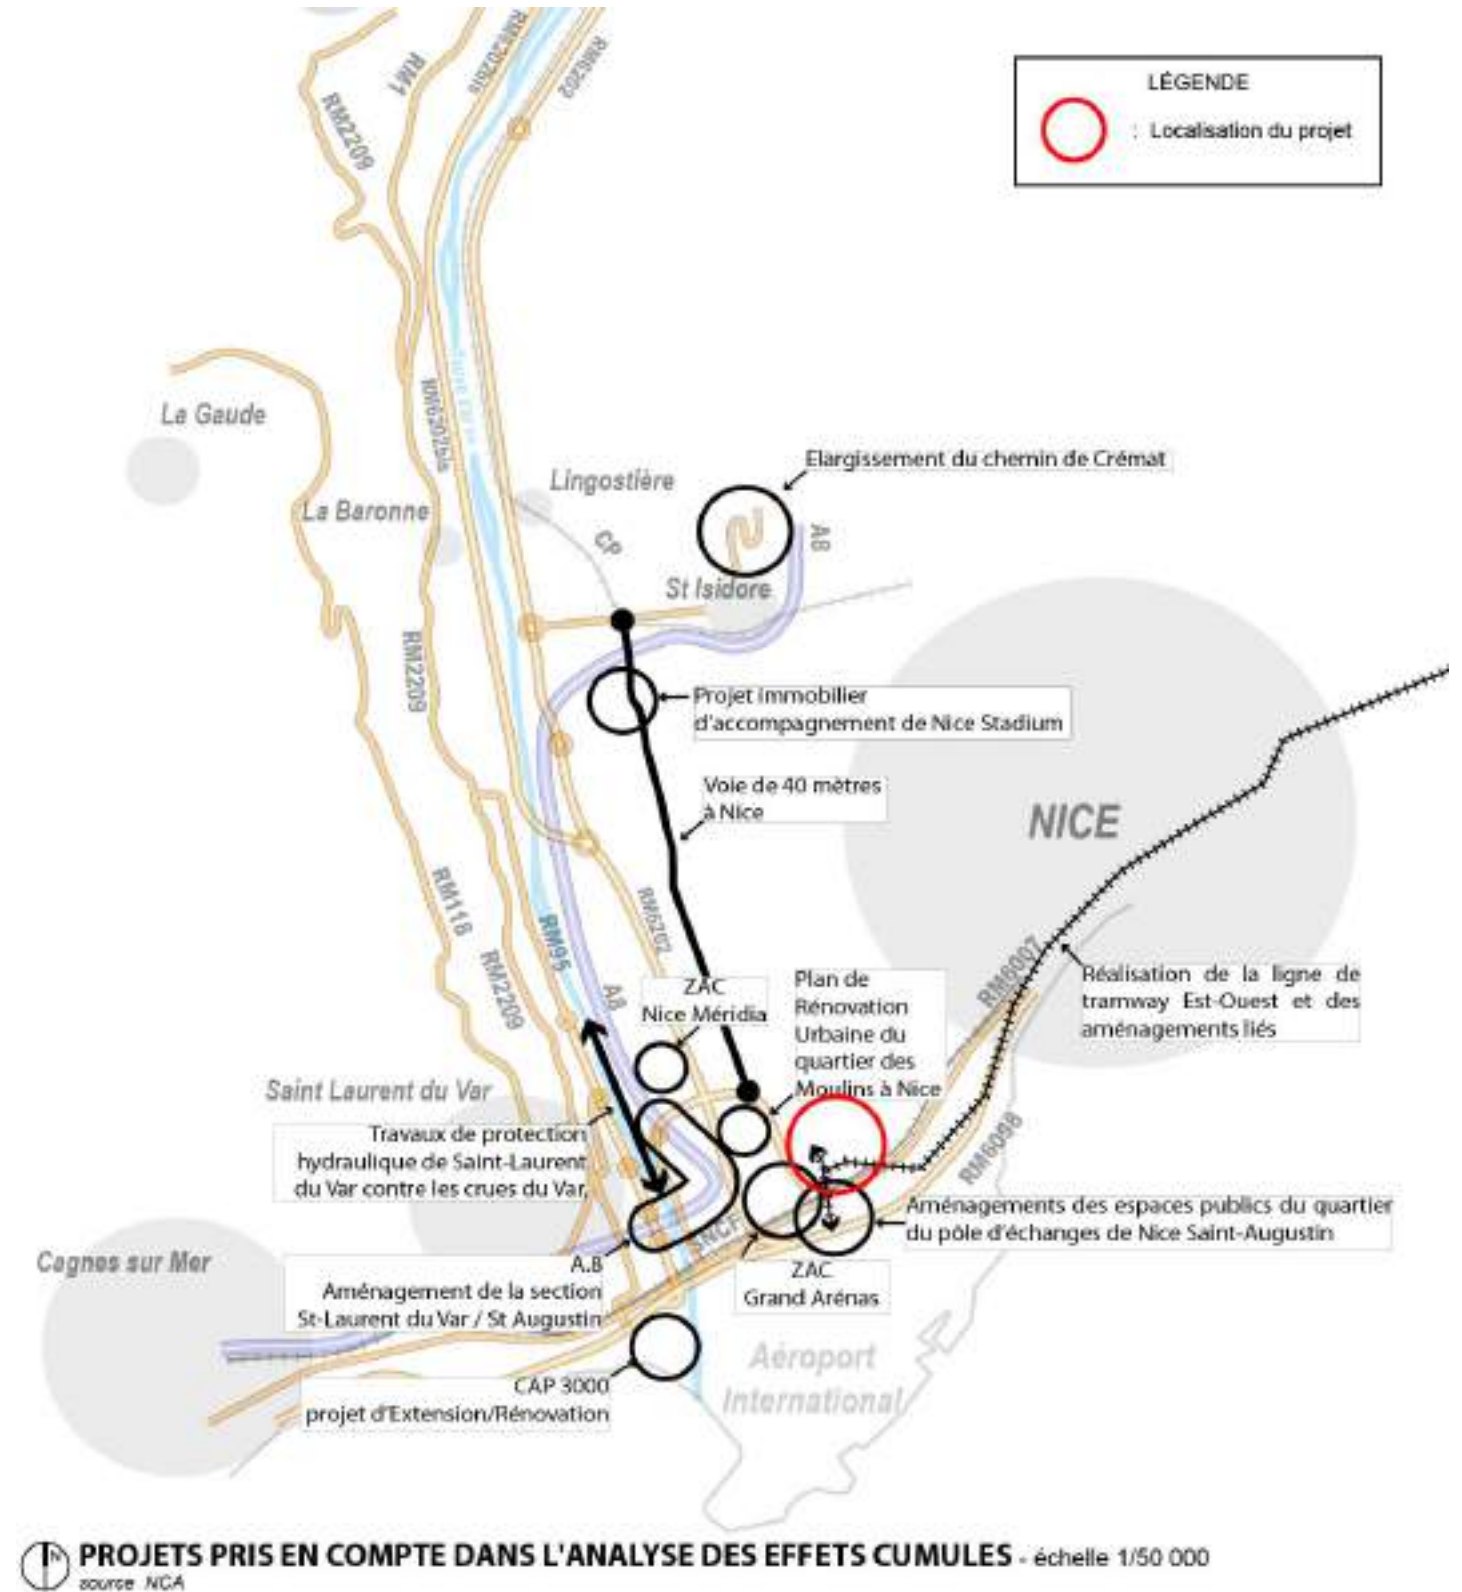 RM6202bis
RM6202
RM1
RM2209
LÉGENDE
: Localisation du projet
La Gaude
RM6202bis
Elargissement du chemin de Crémat
Lingostière
La Baronne
CP
A8
St Isidore
RM2209
Projet immobilier
d'accompagnement de Nice Stadium
Voie de 40 mètres
à Nice
NICE
RM118
RM2209
RM95
RM6202
A8
ZAC
Nice Méridia
Plan de
Rénovation
Urbaine du
quartier des
Moulins à Nice
RM6007
Réalisation de la ligne de
tramway Est-Ouest et des
aménagements liés
Saint Laurent du Var
Travaux de protection
hydraulique de Saint-Laurent
du Var contre les crues du Var,
RM6098
Aménagements des espaces publics du quartier
du pôle d'échanges de Nice Saint-Augustin
SNCF
Cagnes sur Mer
A.8
Aménagement de la section
St-Laurent du Var / St Augustin
ZAC
Grand Arénas
Aéroport
International
CAP 3000
projet d'Extension/Rénovation
N
PROJETS PRIS EN COMPTE DANS L'ANALYSE DES EFFETS CUMULES - échelle 1/50 000
source NCA